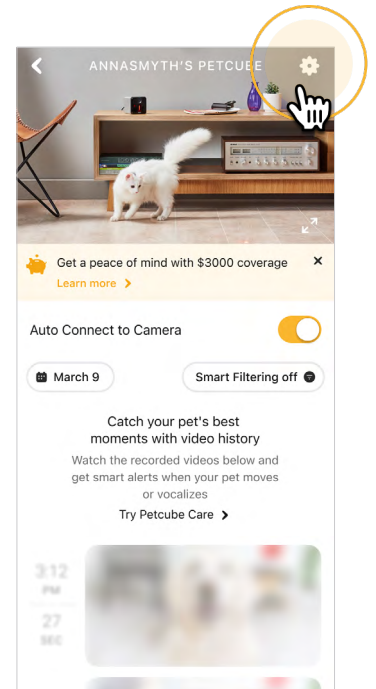 ANNASMYTH'S PETCUBE
Get a peace of mind with $3000 coverage
Learn more
Auto Connect to Camera
March 9
Smart Filtering off
Catch your pet's best
moments with video history
Watch the recorded videos below and
get smart alerts when your pet moves
or vocalizes
Try Petcube Care
3:12
PM
27
SEC